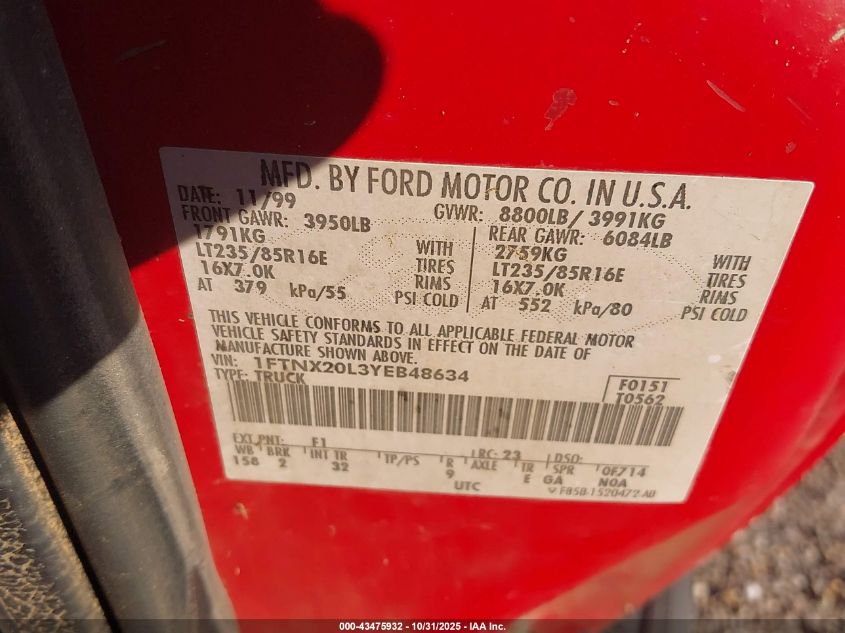 MFD. BY FORD MOTOR CO. IN U.S.A.
DATE: 11/99 GVWR: 8800LB/ 3991KG
FRONT GAWR: 3950LB REAR GAWR: 6084LB
1791KG WITH 2759KG WITH
LT235/85R16E TIRES LT235/85R16E TIRES
16X7.0K RIMS 16X7.0K RIMS
AT 379 kPa/55 PSI COLD AT 552 kPa/80 PSI COLD
THIS VEHICLE CONFORMS TO ALL APPLICABLE FEDERAL MOTOR
VEHICLE SAFETY STANDARDS IN EFFECT ON THE DATE OF
MANUFACTURE SHOWN ABOVE.
VIN: 1FTNX20L3YEB48634
TYPE: TRUCK
F0151
T0562
EXT PNT: F1 RC: 23 DSO:
WB BRK INT TR TP/PS R AXLE TR SPR 0F714
158 2 32 9 E GA N0A
UTC F85B-1520472-AB
000-43475932 - 10/31/2025 - IAA Inc.